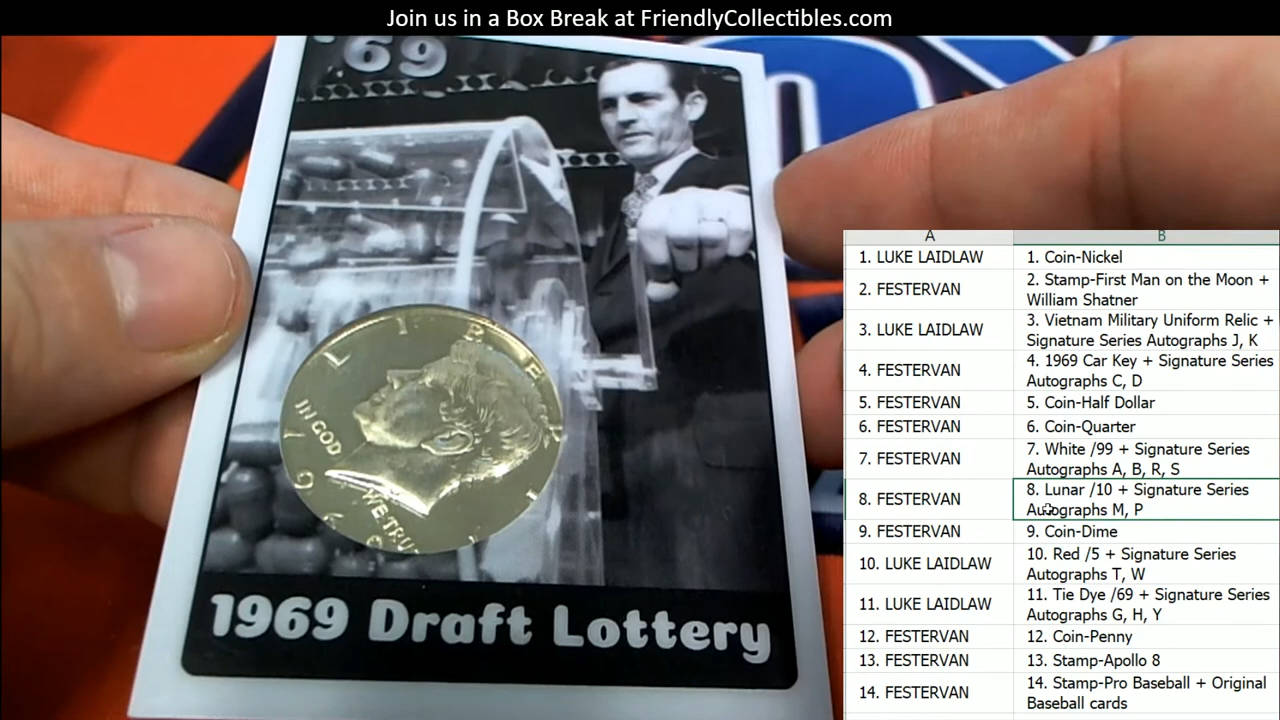 Join us in a Box Break at FriendlyCollectibles.com
'69
LIBE
IN GOD
WE TRU
196
1969 Draft Lottery
A B
1. LUKE LAIDLAW 1. Coin-Nickel
2. FESTERVAN 2. Stamp-First Man on the Moon +
William Shatner
3. LUKE LAIDLAW 3. Vietnam Military Uniform Relic +
Signature Series Autographs J, K
4. FESTERVAN 4. 1969 Car Key + Signature Series
Autographs C, D
5. FESTERVAN 5. Coin-Half Dollar
6. FESTERVAN 6. Coin-Quarter
7. FESTERVAN 7. White /99 + Signature Series
Autographs A, B, R, S
8. FESTERVAN 8. Lunar /10 + Signature Series
Autographs M, P
9. FESTERVAN 9. Coin-Dime
10. LUKE LAIDLAW 10. Red /5 + Signature Series
Autographs T, W
11. LUKE LAIDLAW 11. Tie Dye /69 + Signature Series
Autographs G, H, Y
12. FESTERVAN 12. Coin-Penny
13. FESTERVAN 13. Stamp-Apollo 8
14. FESTERVAN 14. Stamp-Pro Baseball + Original
Baseball cards